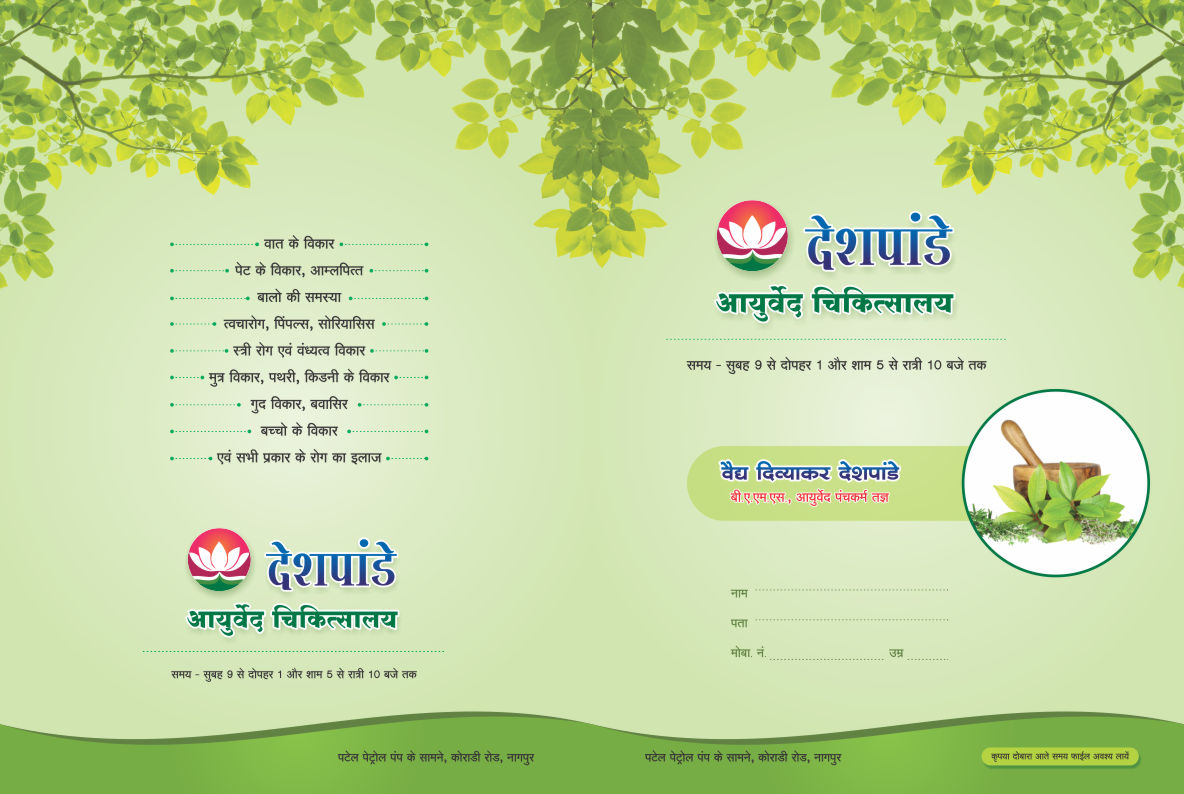 वात के विकार
पेट के विकार, आम्लपित्त
बालो की समस्या
त्वचारोग, पिंपल्स, सोरियासिस
स्त्री रोग एवं वंध्यत्व विकार
मुत्र विकार, पथरी, किडनी के विकार
गुद विकार, बवासिर
बच्चो के विकार
एवं सभी प्रकार के रोग का इलाज
देशपांडे
आयुर्वेद चिकित्सालय
समय - सुबह 9 से दोपहर 1 और शाम 5 से रात्री 10 बजे तक
पटेल पेट्रोल पंप के सामने, कोराडी रोड, नागपुर
देशपांडे
आयुर्वेद चिकित्सालय
समय - सुबह 9 से दोपहर 1 और शाम 5 से रात्री 10 बजे तक
वैद्य दिव्याकर देशपांडे
बी.ए.एम.एस., आयुर्वेद पंचकर्म तज्ञ
नाम
पता
मोबा. नं. उम्र
पटेल पेट्रोल पंप के सामने, कोराडी रोड, नागपुर
कृपया दोबारा आते समय फाईल अवश्य लायें